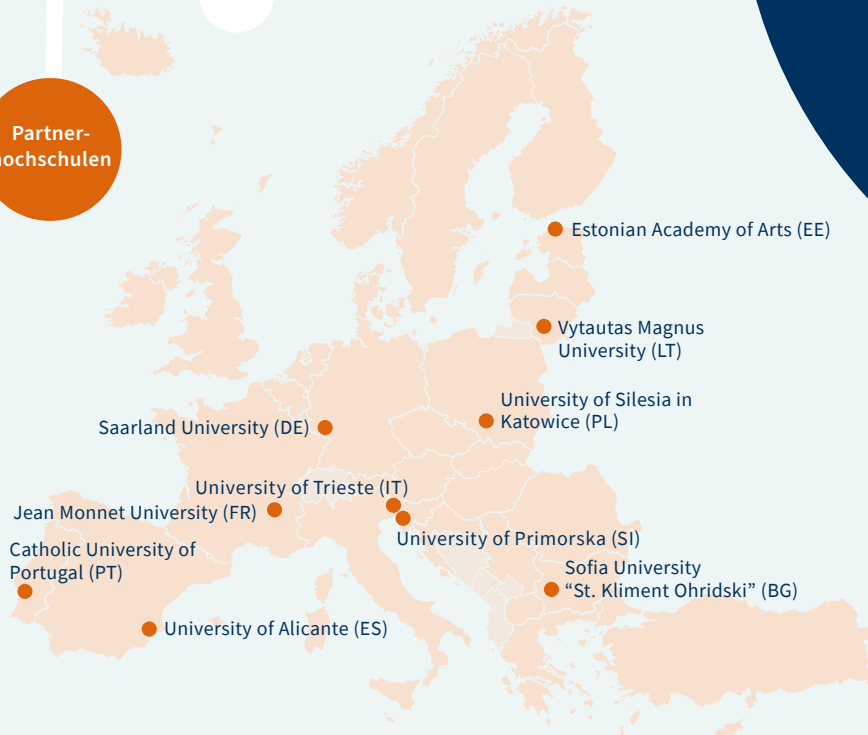 Partner-
hochschulen
Estonian Academy of Arts (EE)
Vytautas Magnus
University (LT)
University of Silesia in
Katowice (PL)
Saarland University (DE)
University of Trieste (IT)
Jean Monnet University (FR)
University of Primorska (SI)
Catholic University of
Portugal (PT)
Sofia University
“St. Kliment Ohridski” (BG)
University of Alicante (ES)